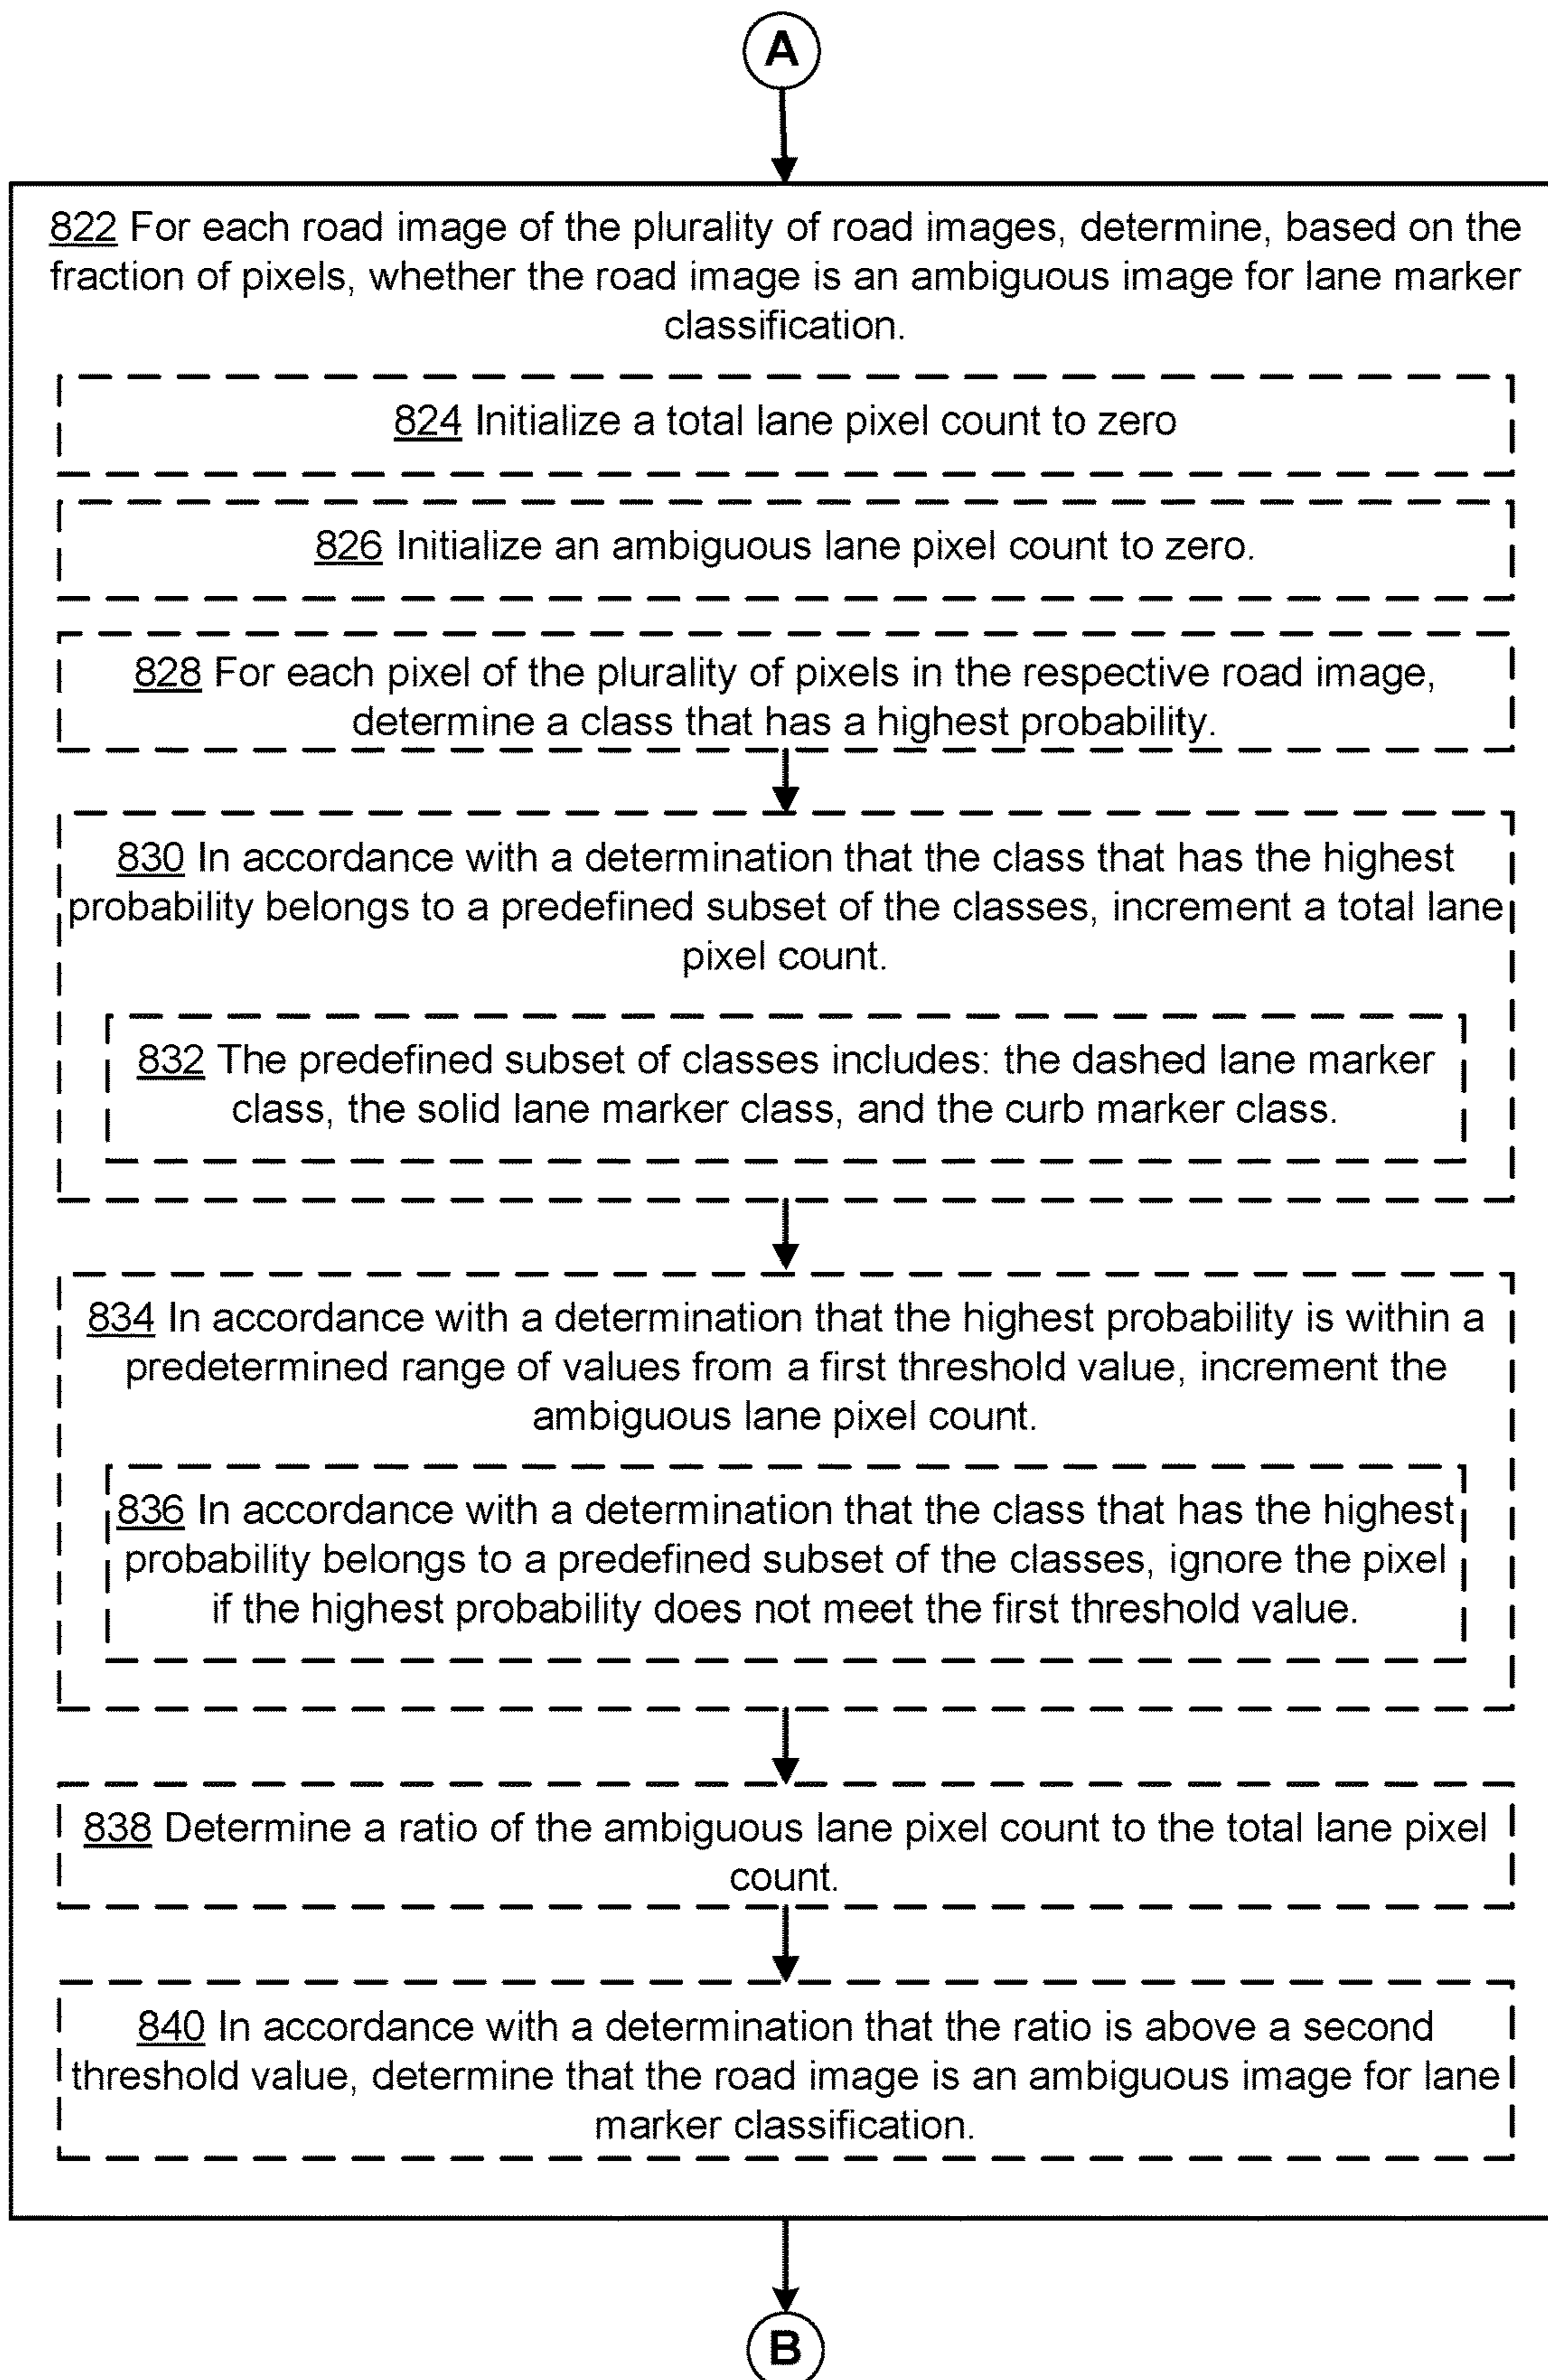 A
822 For each road image of the plurality of road images, determine, based on the
fraction of pixels, whether the road image is an ambiguous image for lane marker
classification.
824 Initialize a total lane pixel count to zero
826 Initialize an ambiguous lane pixel count to zero.
828 For each pixel of the plurality of pixels in the respective road image,
determine a class that has a highest probability.
830 In accordance with a determination that the class that has the highest
probability belongs to a predefined subset of the classes, increment a total lane
pixel count.
832 The predefined subset of classes includes: the dashed lane marker
class, the solid lane marker class, and the curb marker class.
834 In accordance with a determination that the highest probability is within a
predetermined range of values from a first threshold value, increment the
ambiguous lane pixel count.
836 In accordance with a determination that the class that has the highest
probability belongs to a predefined subset of the classes, ignore the pixel
if the highest probability does not meet the first threshold value.
838 Determine a ratio of the ambiguous lane pixel count to the total lane pixel
count.
840 In accordance with a determination that the ratio is above a second
threshold value, determine that the road image is an ambiguous image for lane
marker classification.
B